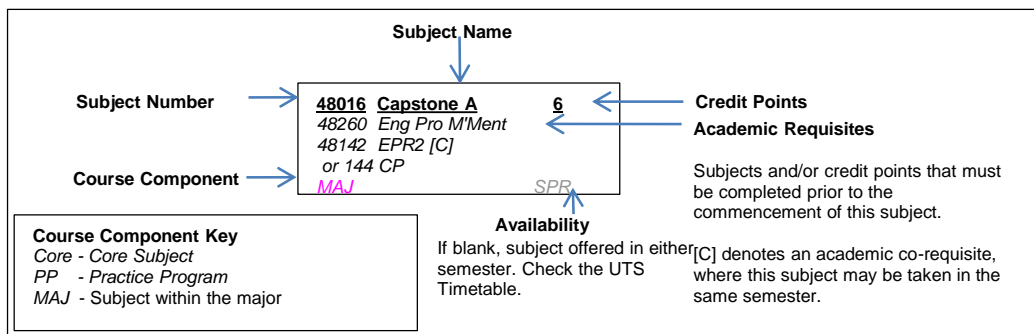 Subject Name
Subject Number
48016 Capstone A 6
48260 Eng Pro M'Ment
48142 EPR2 [C]
or 144 CP
MAJ SPR
Course Component
Credit Points
Academic Requisites
Subjects and/or credit points that must
be completed prior to the
commencement of this subject.
[C] denotes an academic co-requisite,
where this subject may be taken in the
same semester.
Availability
If blank, subject offered in either
semester. Check the UTS
Timetable.
Course Component Key
Core - Core Subject
PP - Practice Program
MAJ - Subject within the major